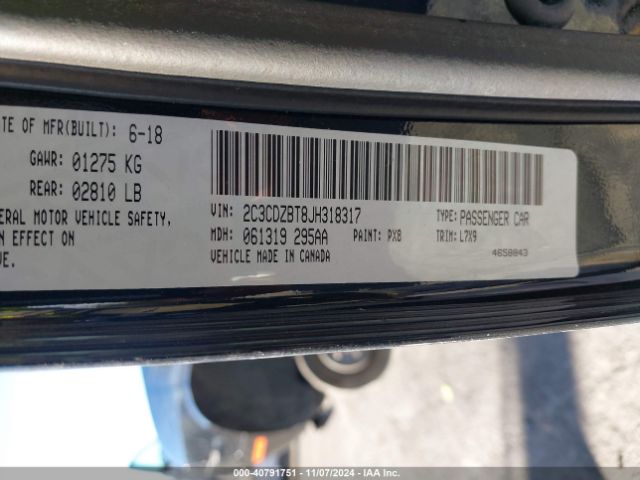 TE OF MFR(BUILT): 6-18
GAWR: 01275 KG
REAR: 02810 LB
ERAL MOTOR VEHICLE SAFETY,
N EFFECT ON
VE.
VIN: 2C3CDZBT8JH318317
TYPE: PASSENGER CAR
MDH: 061319 295AA
PAINT: PX8
TRIM: L7X9
VEHICLE MADE IN CANADA
4658843
000-40791751 — 11/07/2024 — IAA Inc.